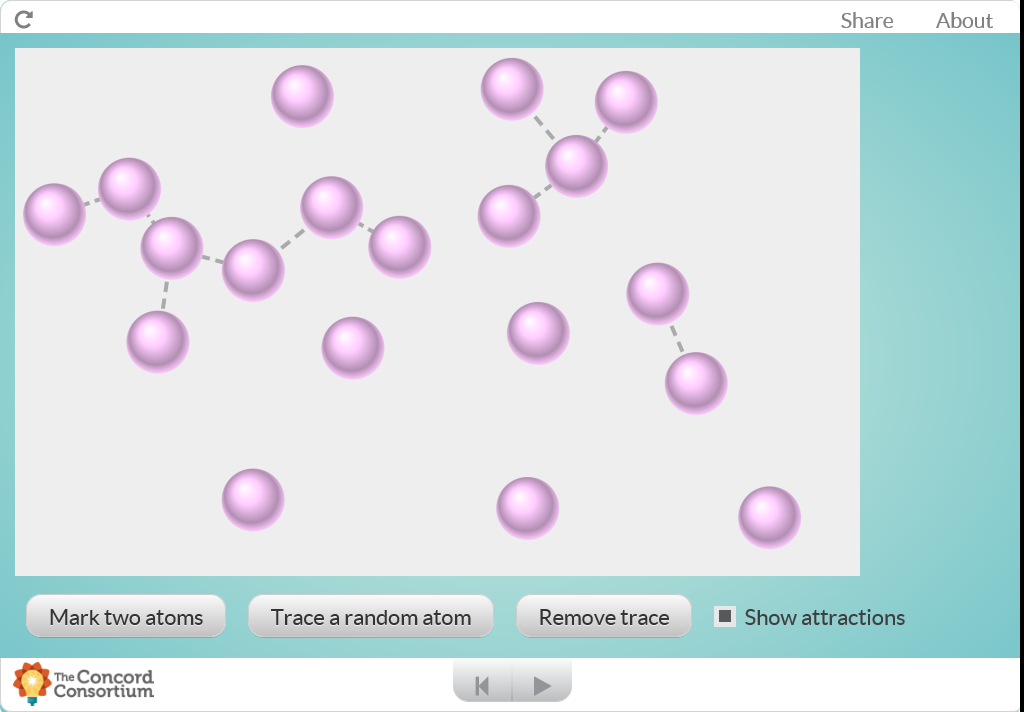 Share About
Mark two atoms Trace a random atom Remove trace Show attractions
The Concord
Consortium